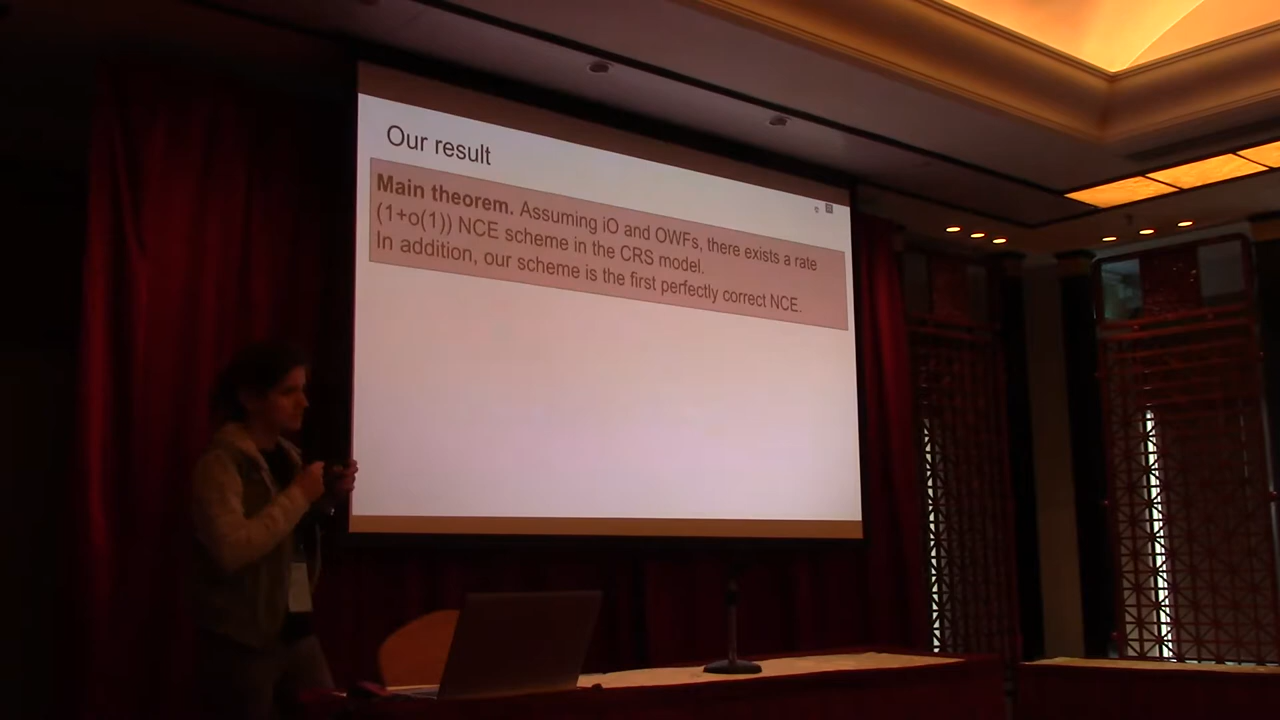 Our result
Main theorem. Assuming iO and OWFs, there exists a rate
(1+o(1)) NCE scheme in the CRS model.
In addition, our scheme is the first perfectly correct NCE.